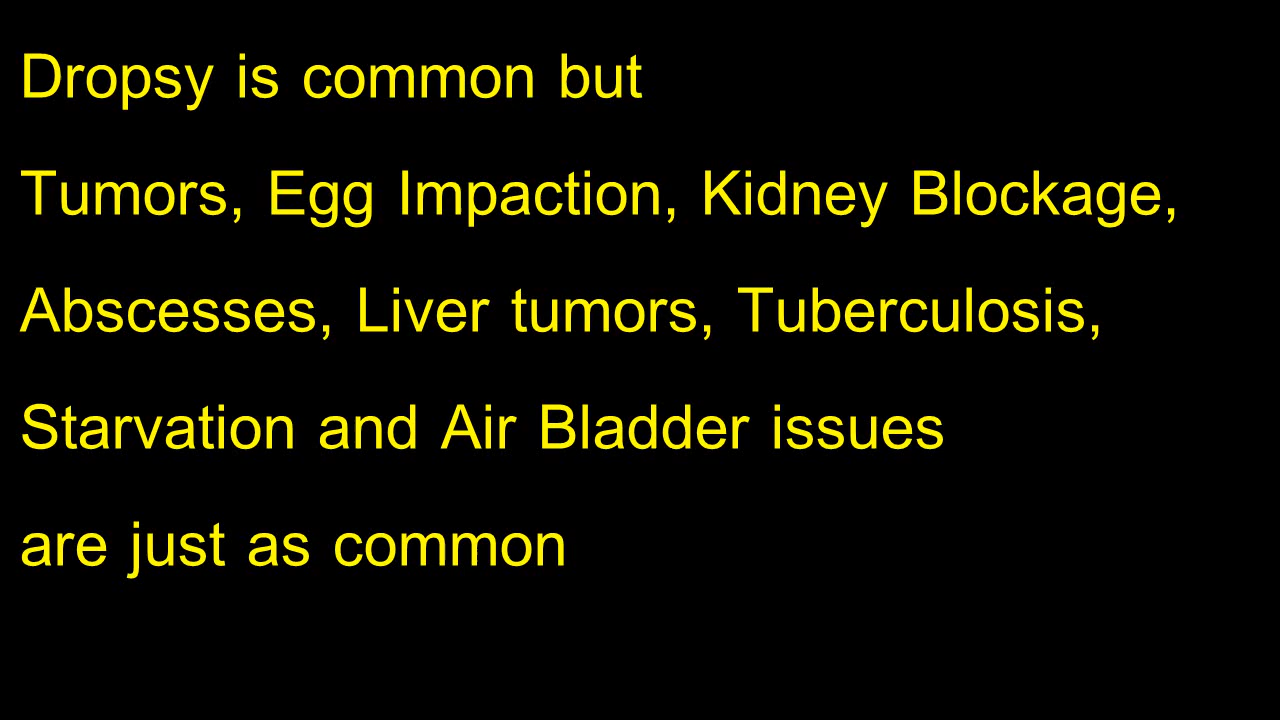 Dropsy is common but
Tumors, Egg Impaction, Kidney Blockage,
Abscesses, Liver tumors, Tuberculosis,
Starvation and Air Bladder issues
are just as common